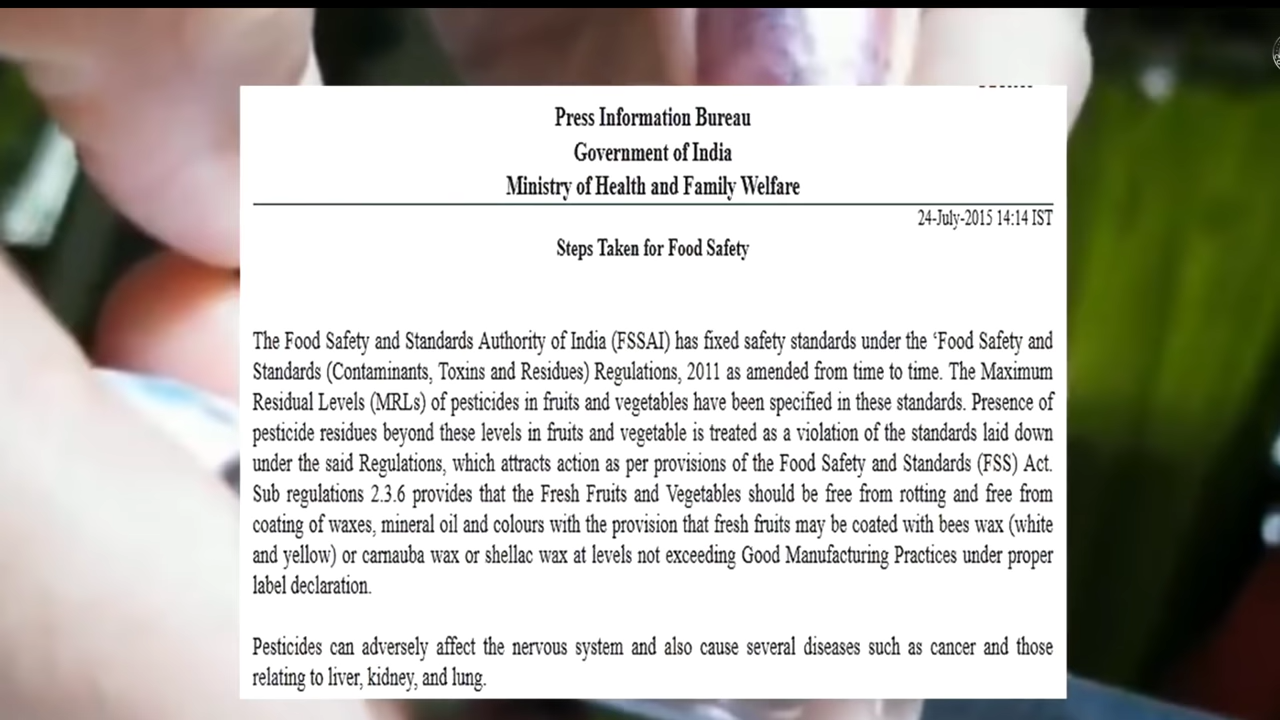 Press Information Bureau
Government of India
Ministry of Health and Family Welfare
24-July-2015 14:14 IST
Steps Taken for Food Safety
The Food Safety and Standards Authority of India (FSSAI) has fixed safety standards under the ‘Food Safety and
Standards (Contaminants, Toxins and Residues) Regulations, 2011 as amended from time to time. The Maximum
Residual Levels (MRLs) of pesticides in fruits and vegetables have been specified in these standards. Presence of
pesticide residues beyond these levels in fruits and vegetable is treated as a violation of the standards laid down
under the said Regulations, which attracts action as per provisions of the Food Safety and Standards (FSS) Act.
Sub regulations 2.3.6 provides that the Fresh Fruits and Vegetables should be free from rotting and free from
coating of waxes, mineral oil and colours with the provision that fresh fruits may be coated with bees wax (white
and yellow) or carnauba wax or shellac wax at levels not exceeding Good Manufacturing Practices under proper
label declaration.
Pesticides can adversely affect the nervous system and also cause several diseases such as cancer and those
relating to liver, kidney, and lung.